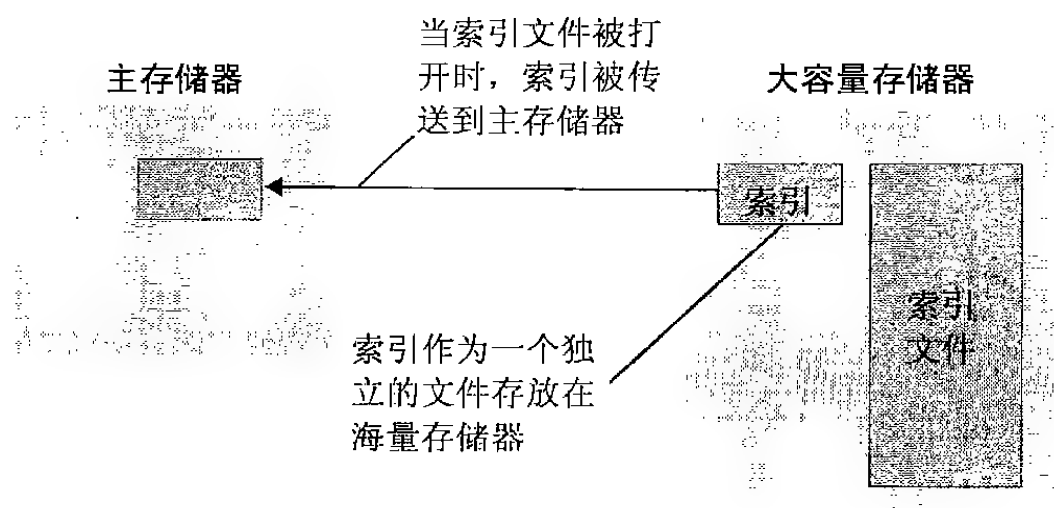 当索引文件被打
开时，索引被传
送到主存储器
主存储器
大容量存储器
索引
索引
文件
索引作为一个独
立的文件存放在
海量存储器